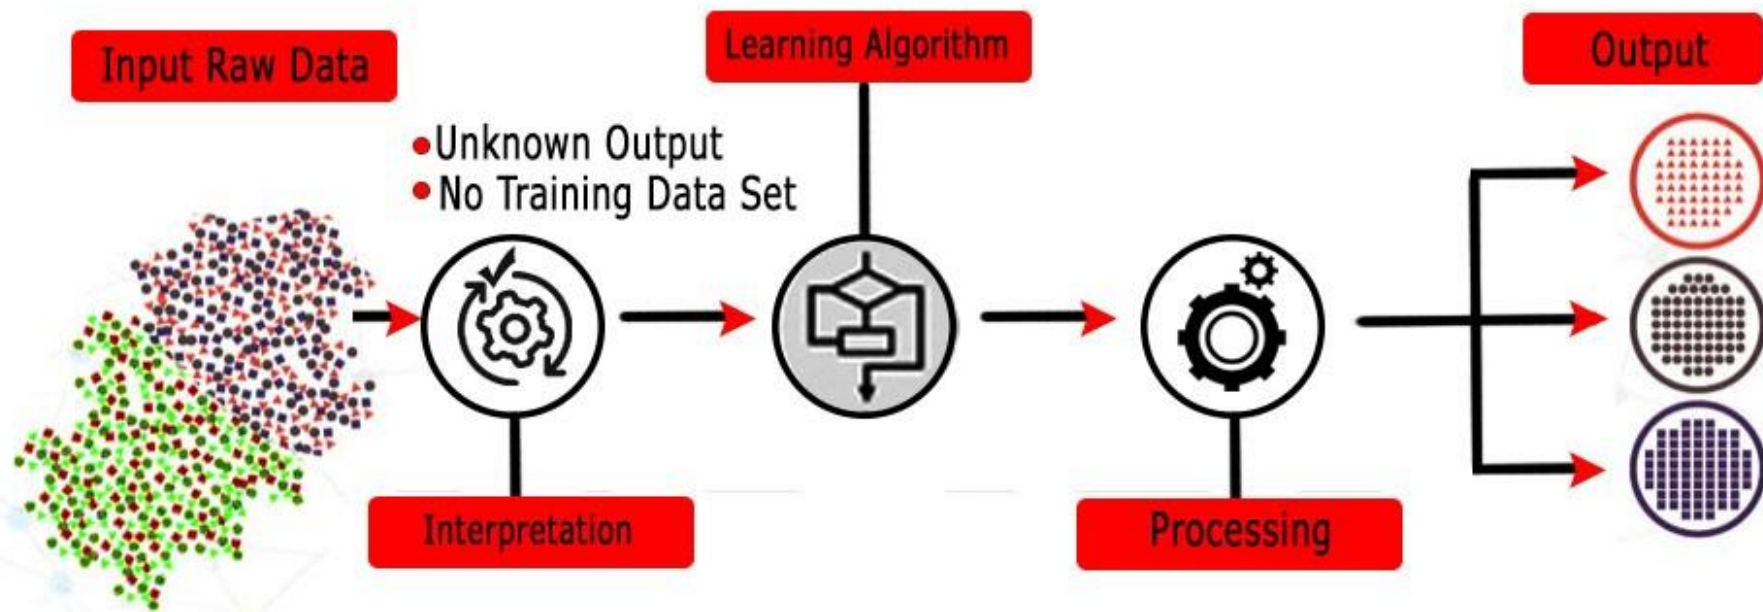 Input Raw Data
Learning Algorithm
Output
Unknown Output
No Training Data Set
Interpretation
Processing